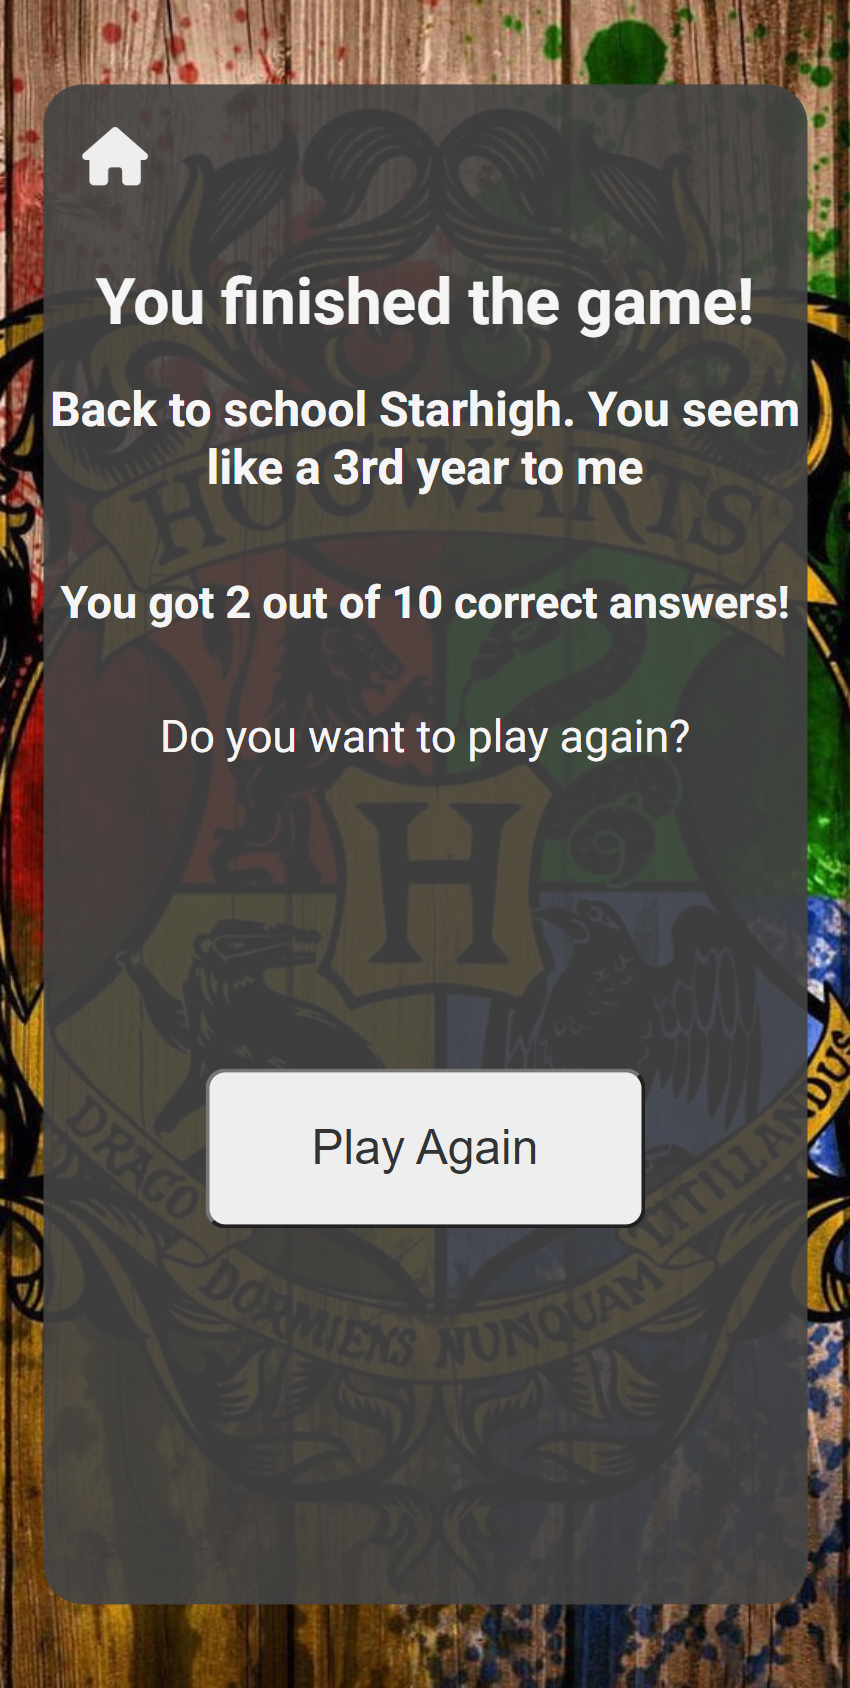 You finished the game!
Back to school Starhigh. You seem
like a 3rd year to me
HOGWARTS
You got 2 out of 10 correct answers!
Do you want to play again?
H
Play Again
DRACO
DORMIENS NUNQUAM
TITILLANDUS